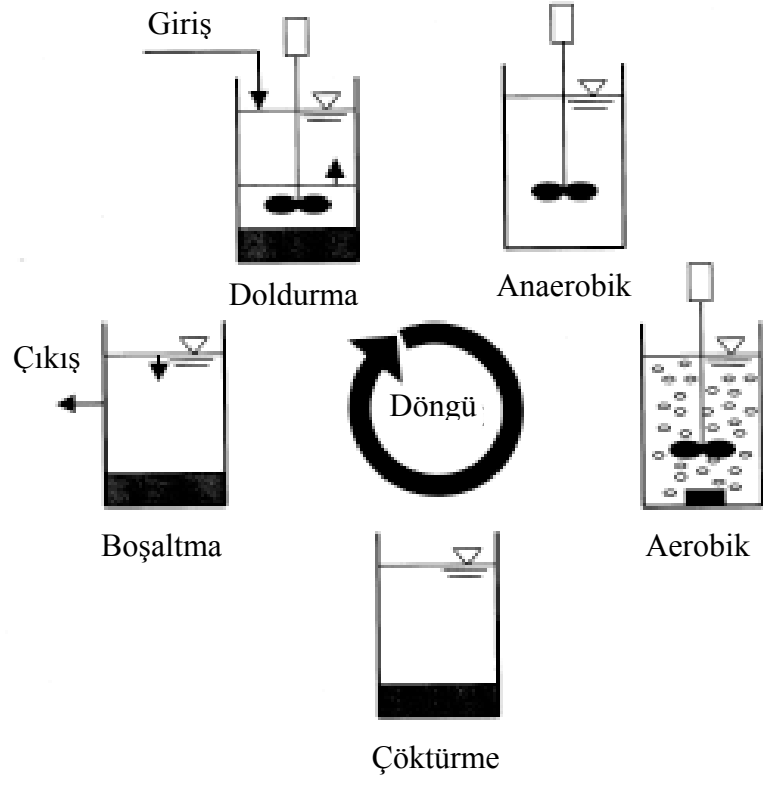 Giriş
Doldurma
Anaerobik
Çıkış
Döngü
Boşaltma
Aerobik
Çöktürme